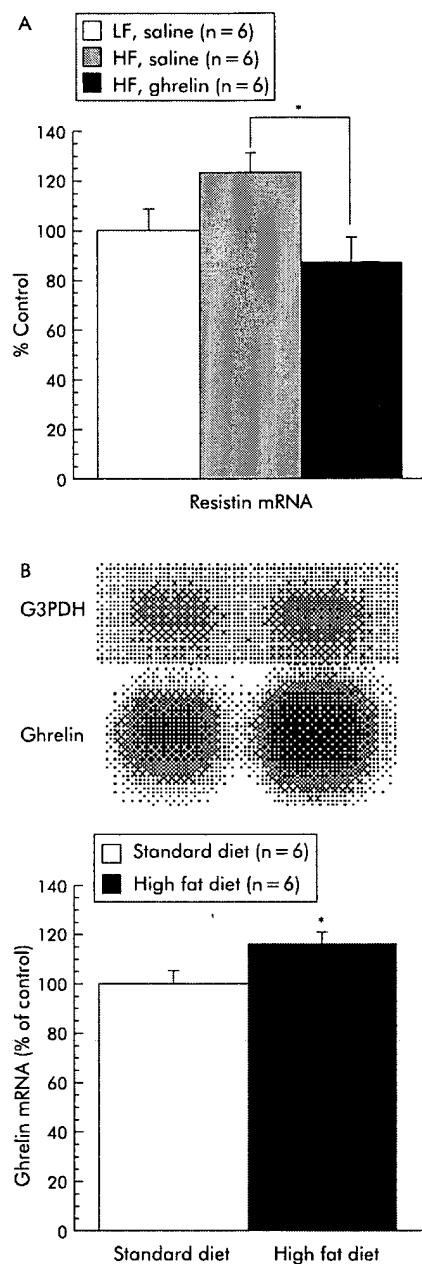 A
LF, saline (n = 6)
HF, saline (n = 6)
HF, ghrelin (n = 6)
*
140
120
100
80
60
40
20
0
% Control
Resistin mRNA
B
G3PDH
Ghrelin
Standard diet (n = 6)
High fat diet (n = 6)
*
140
120
100
80
60
40
20
0
Ghrelin mRNA (% of control)
Standard diet
High fat diet